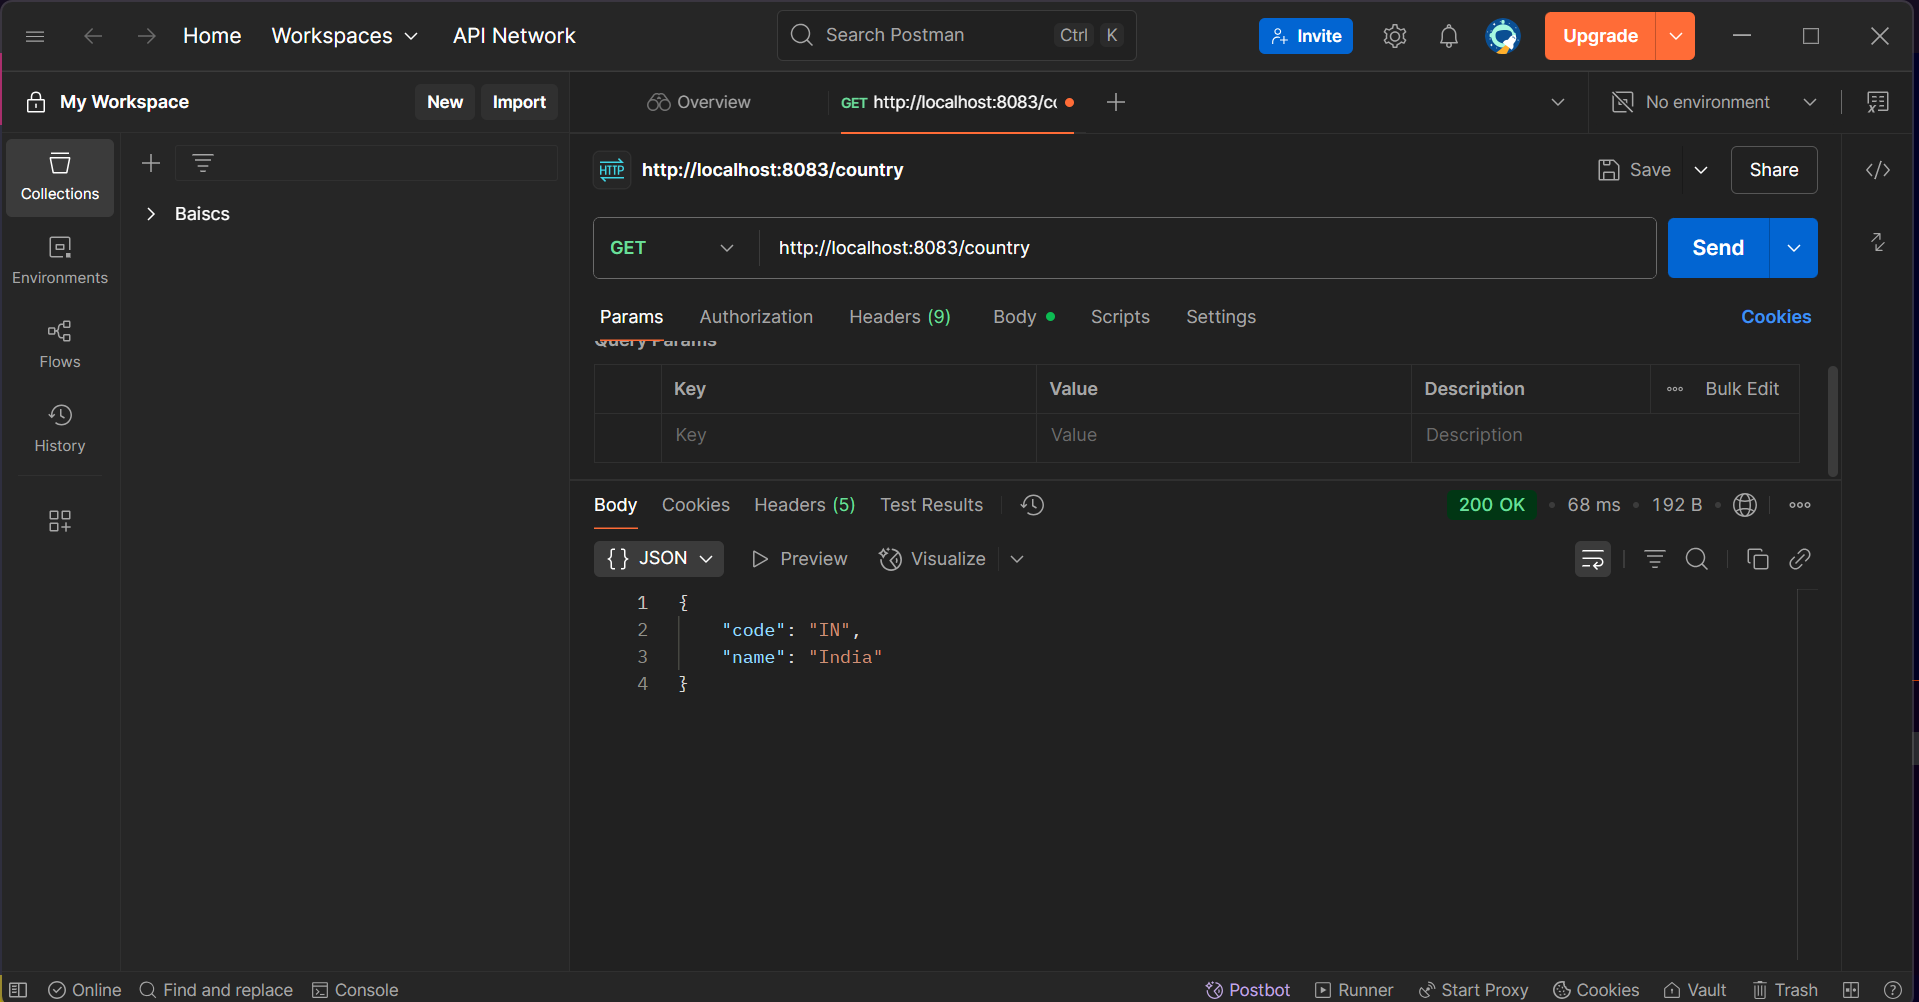 Home Workspaces API Network Search Postman Ctrl K Invite Upgrade
My Workspace New Import Overview GET http://localhost:8083/cc No environment
Collections
Environments
Flows
History
Baiscs
HTTP http://localhost:8083/country Save Share
GET http://localhost:8083/country Send
Params Authorization Headers (9) Body Scripts Settings Cookies
Query Params
Key Value Description Bulk Edit
Key Value Description
Body Cookies Headers (5) Test Results 200 OK 68 ms 192 B
{} JSON Preview Visualize
1 {
2 "code": "IN",
3 "name": "India"
4 }
Online Find and replace Console Postbot Runner Start Proxy Cookies Vault Trash